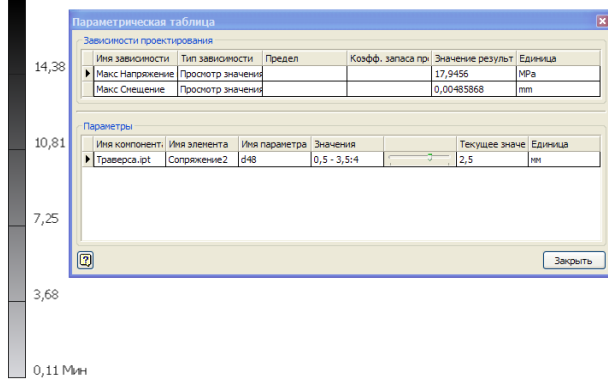 Параметрическая таблица
Зависимости проектирования
Имя зависимости Тип зависимости Предел Коэфф. запаса про Значение результ Единица
Макс Напряжение Просмотр значения 17,9456 MPa
Макс Смещение Просмотр значения 0,00485868 mm
Параметры
Имя компонент. Имя элемента Имя параметра Значения Текущее значе Единица
Траверса.ipt Сопряжение2 d48 0,5 - 3,5:4 2,5 мм
Закрыть
14,38
10,81
7,25
3,68
0,11 Мин